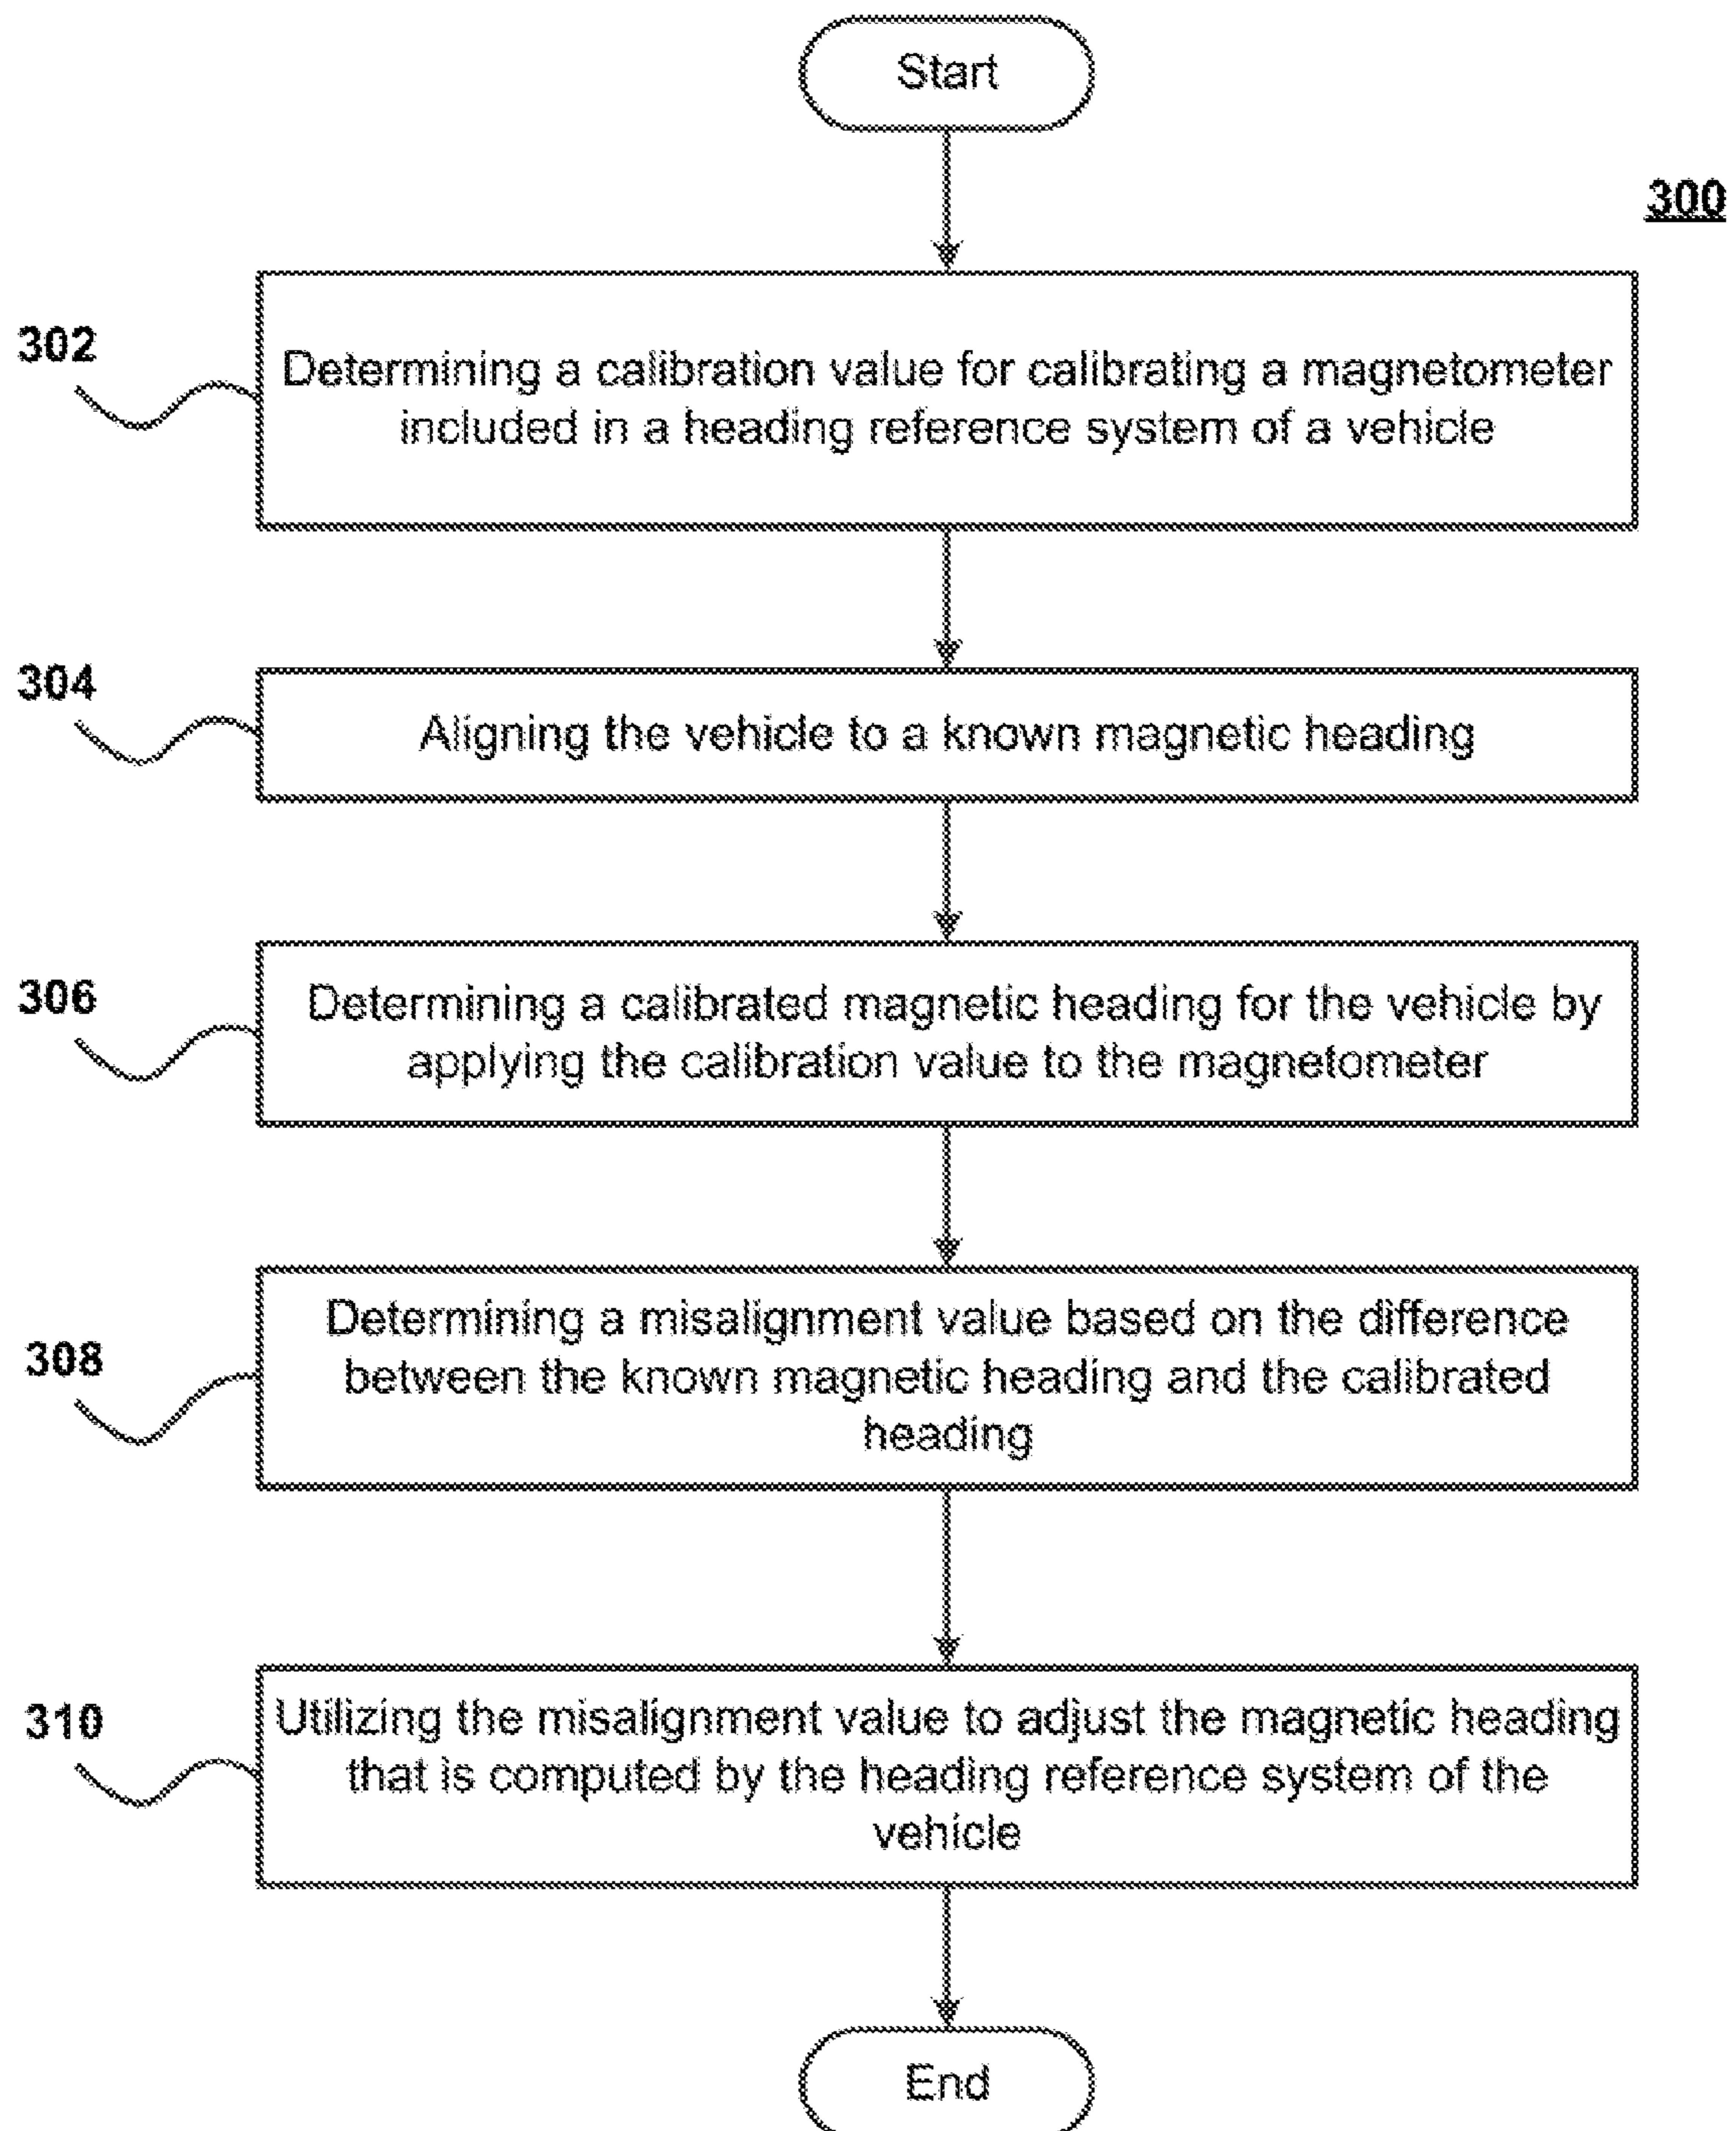 Start
300
302
Determining a calibration value for calibrating a magnetometer
included in a heading reference system of a vehicle
304
Aligning the vehicle to a known magnetic heading
306
Determining a calibrated magnetic heading for the vehicle by
applying the calibration value to the magnetometer
308
Determining a misalignment value based on the difference
between the known magnetic heading and the calibrated
heading
310
Utilizing the misalignment value to adjust the magnetic heading
that is computed by the heading reference system of the
vehicle
End